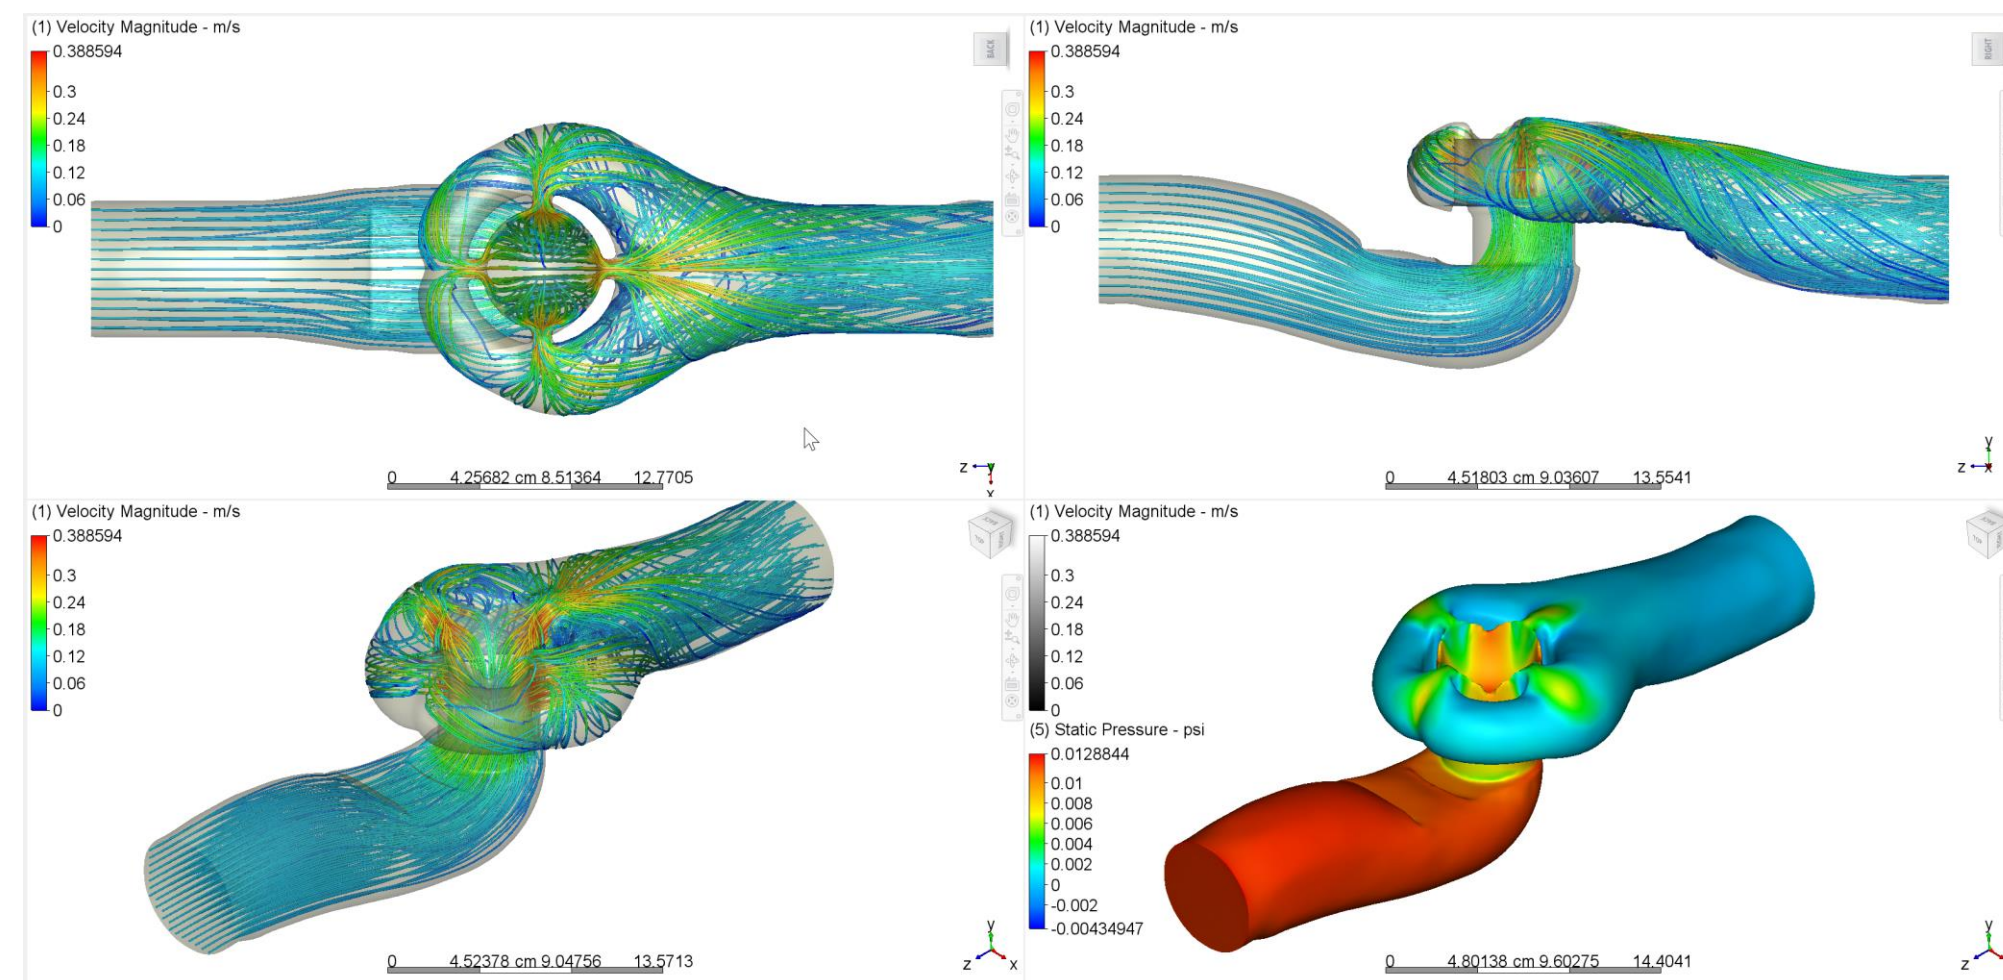 (1) Velocity Magnitude - m/s
0.388594
0.3
0.24
0.18
0.12
0.06
0
BACK
0 4.25682 cm 8.51364 12.7705
z y
x
(1) Velocity Magnitude - m/s
0.388594
0.3
0.24
0.18
0.12
0.06
0
RIGHT
0 4.51803 cm 9.03607 13.5541
y
z x
(1) Velocity Magnitude - m/s
0.388594
0.3
0.24
0.18
0.12
0.06
0
TOP
0 4.52378 cm 9.04756 13.5713
y
z x
(1) Velocity Magnitude - m/s
0.388594
0.3
0.24
0.18
0.12
0.06
0
TOP
(5) Static Pressure - psi
0.0128844
0.01
0.008
0.006
0.004
0.002
0
-0.002
-0.00434947
0 4.80138 cm 9.60275 14.4041
y
z